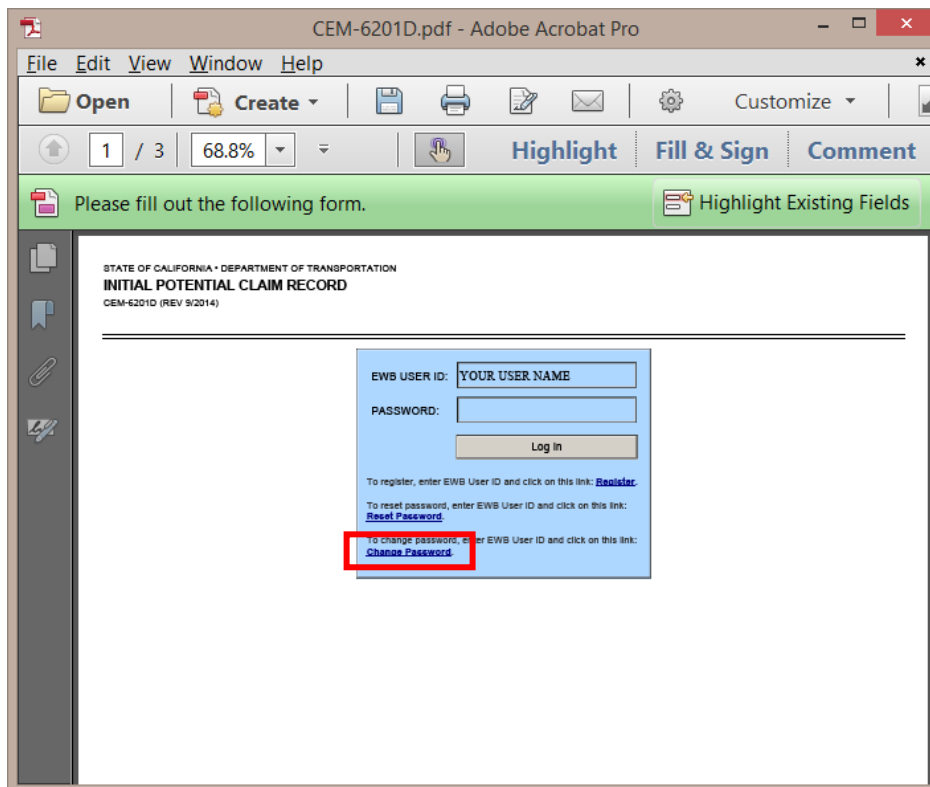 CEM-6201D.pdf - Adobe Acrobat Pro
File Edit View Window Help
Open Create Customize
1 / 3 68.8% Highlight Fill & Sign Comment
Please fill out the following form. Highlight Existing Fields
STATE OF CALIFORNIA • DEPARTMENT OF TRANSPORTATION
INITIAL POTENTIAL CLAIM RECORD
CEM-6201D (REV 9/2014)
EWB USER ID: YOUR USER NAME
PASSWORD:
Log In
To register, enter EWB User ID and click on this link: Register.
To reset password, enter EWB User ID and click on this link:
Reset Password.
To change password, enter EWB User ID and click on this link:
Change Password.